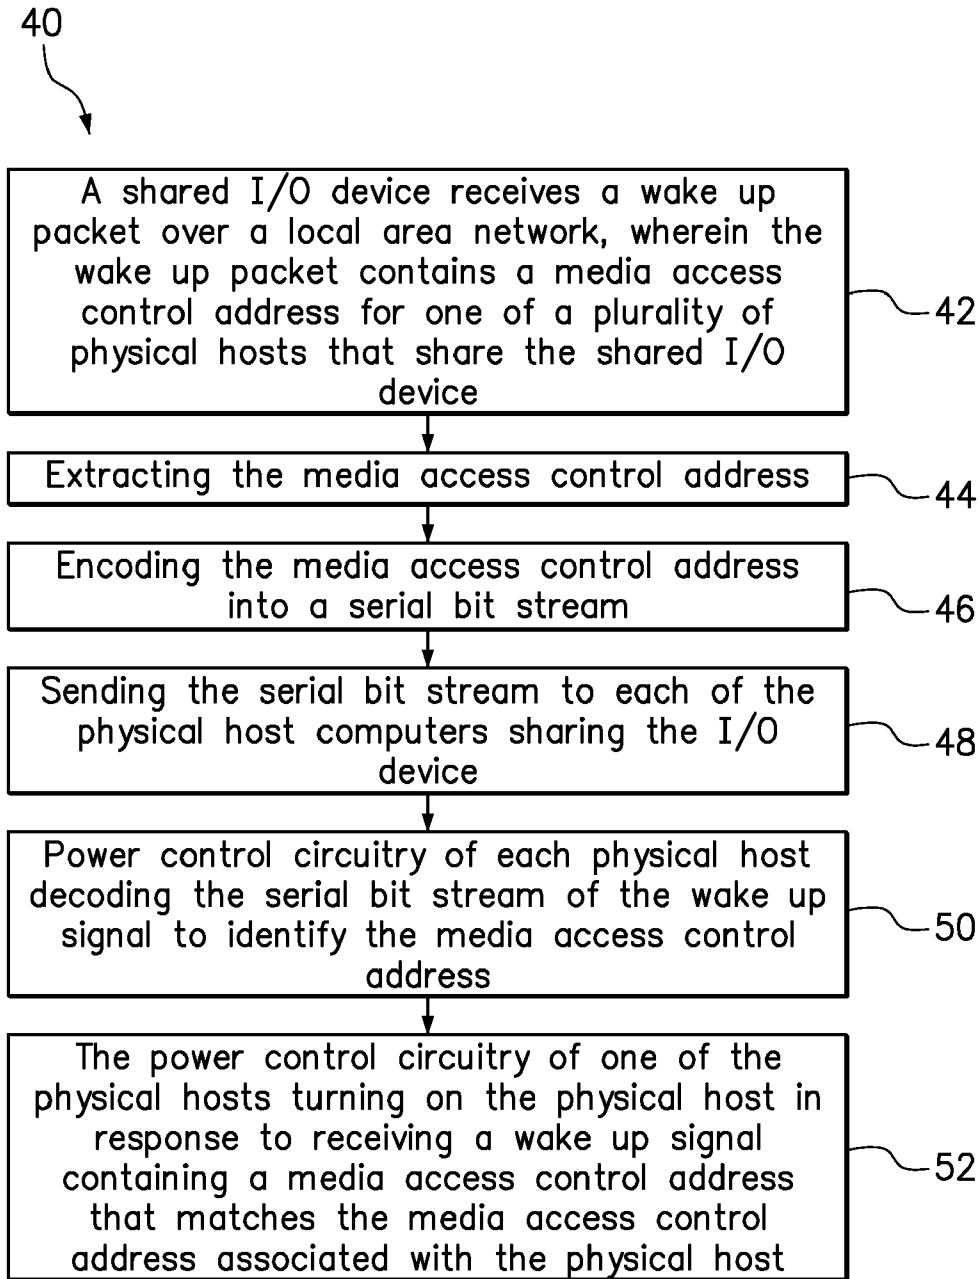 40
A shared I/O device receives a wake up
packet over a local area network, wherein the
wake up packet contains a media access
control address for one of a plurality of
physical hosts that share the shared I/O
device
42
Extracting the media access control address
44
Encoding the media access control address
into a serial bit stream
46
Sending the serial bit stream to each of the
physical host computers sharing the I/O
device
48
Power control circuitry of each physical host
decoding the serial bit stream of the wake up
signal to identify the media access control
address
50
The power control circuitry of one of the
physical hosts turning on the physical host in
response to receiving a wake up signal
containing a media access control address
that matches the media access control
address associated with the physical host
52